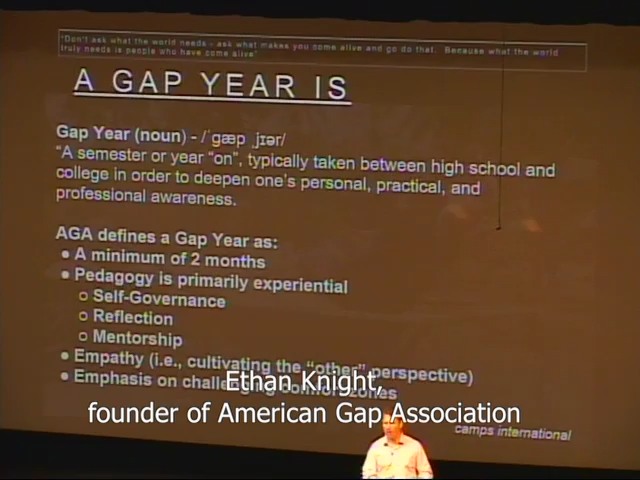 "Don't ask what the world needs - ask what makes you come alive and go do that. Because what the world
truly needs is people who have come alive"
A GAP YEAR IS
Gap Year (noun) - /ˈgæp ˌjɪər/
"A semester or year "on", typically taken between high school and
college in order to deepen one's personal, practical, and
professional awareness.
AGA defines a Gap Year as:
• A minimum of 2 months
• Pedagogy is primarily experiential
o Self-Governance
o Reflection
o Mentorship
• Empathy (i.e., cultivating the "other" perspective)
• Emphasis on challenging comfort zones
Ethan Knight,
founder of American Gap Association
camps international